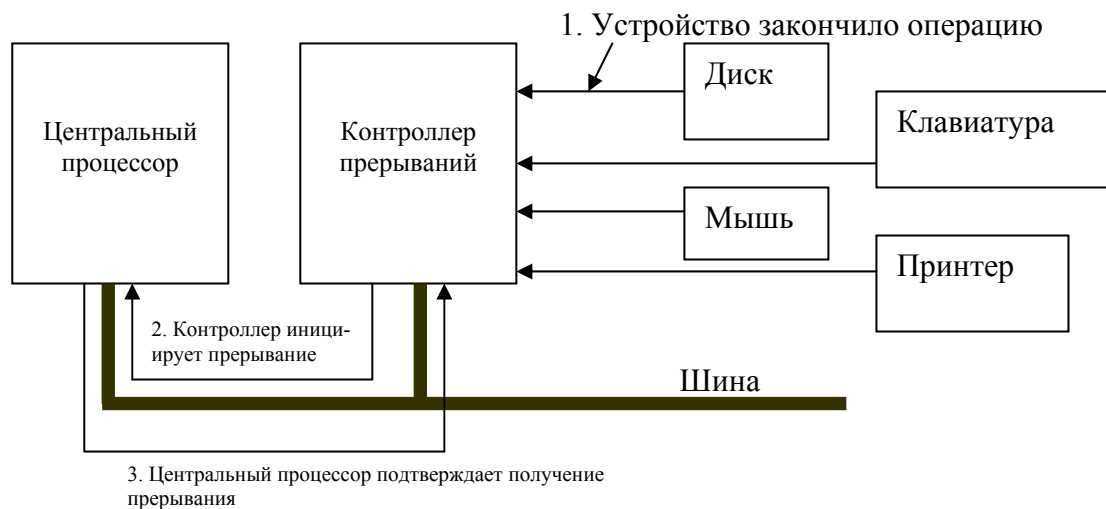 1. Устройство закончило операцию
Диск
Центральный
процессор
Контроллер
прерываний
Клавиатура
Мышь
Принтер
2. Контроллер иници-
ирует прерывание
Шина
3. Центральный процессор подтверждает получение
прерывания